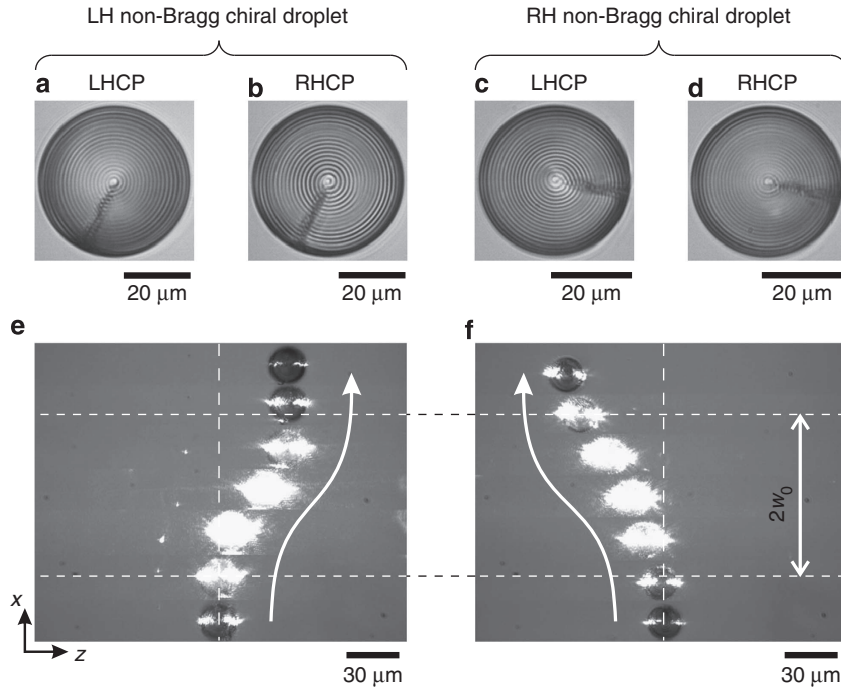 LH non-Bragg chiral droplet
RH non-Bragg chiral droplet
a
LHCP
b
RHCP
c
LHCP
d
RHCP
20 μm
20 μm
20 μm
20 μm
e
f
2w₀
x
z
30 μm
30 μm